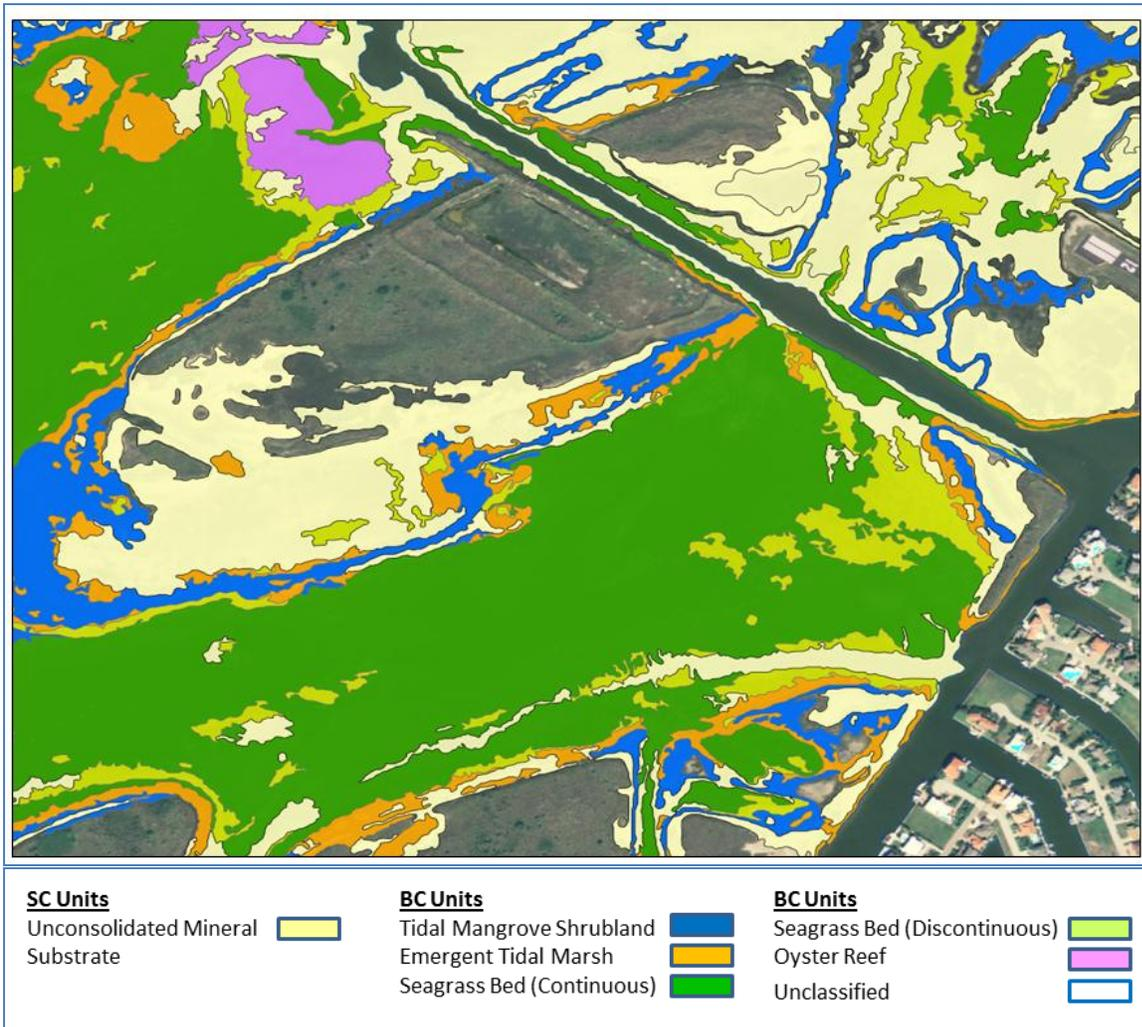 SC Units
Unconsolidated Mineral
Substrate
BC Units
Tidal Mangrove Shrubland
Emergent Tidal Marsh
Seagrass Bed (Continuous)
BC Units
Seagrass Bed (Discontinuous)
Oyster Reef
Unclassified